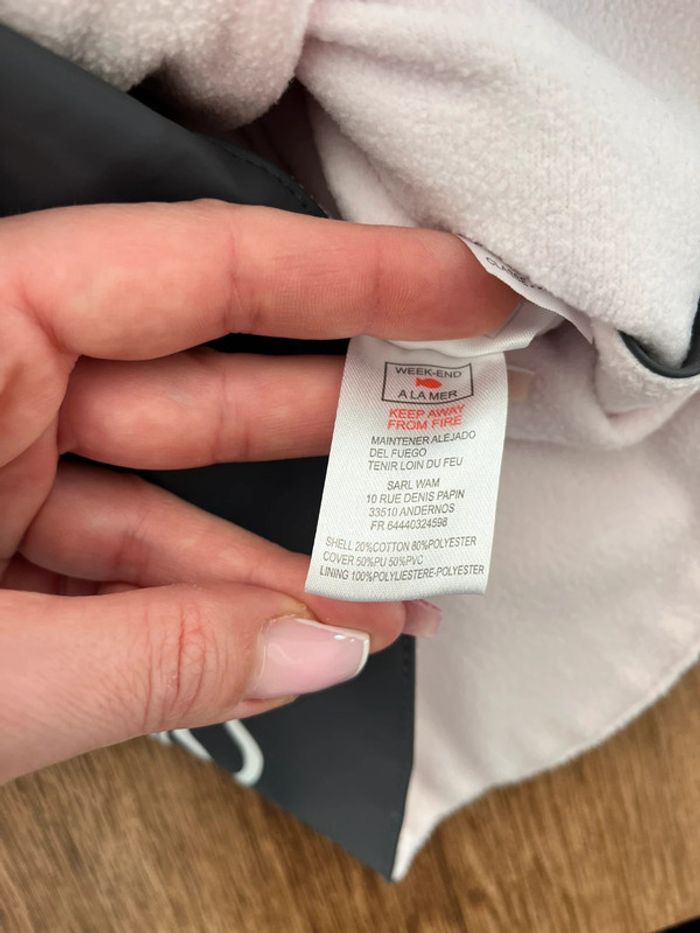 WEEK-END
A LA MER
KEEP AWAY
FROM FIRE
MAINTENER ALEJADO
DEL FUEGO
TENIR LOIN DU FEU
SARL WAM
10 RUE DENIS PAPIN
33510 ANDERNOS
FR 64440324598
SHELL 20%COTTON 80%POLYESTER
COVER 50%PU 50%PVC
LINING 100%POLYLIESTERE-POLYESTER